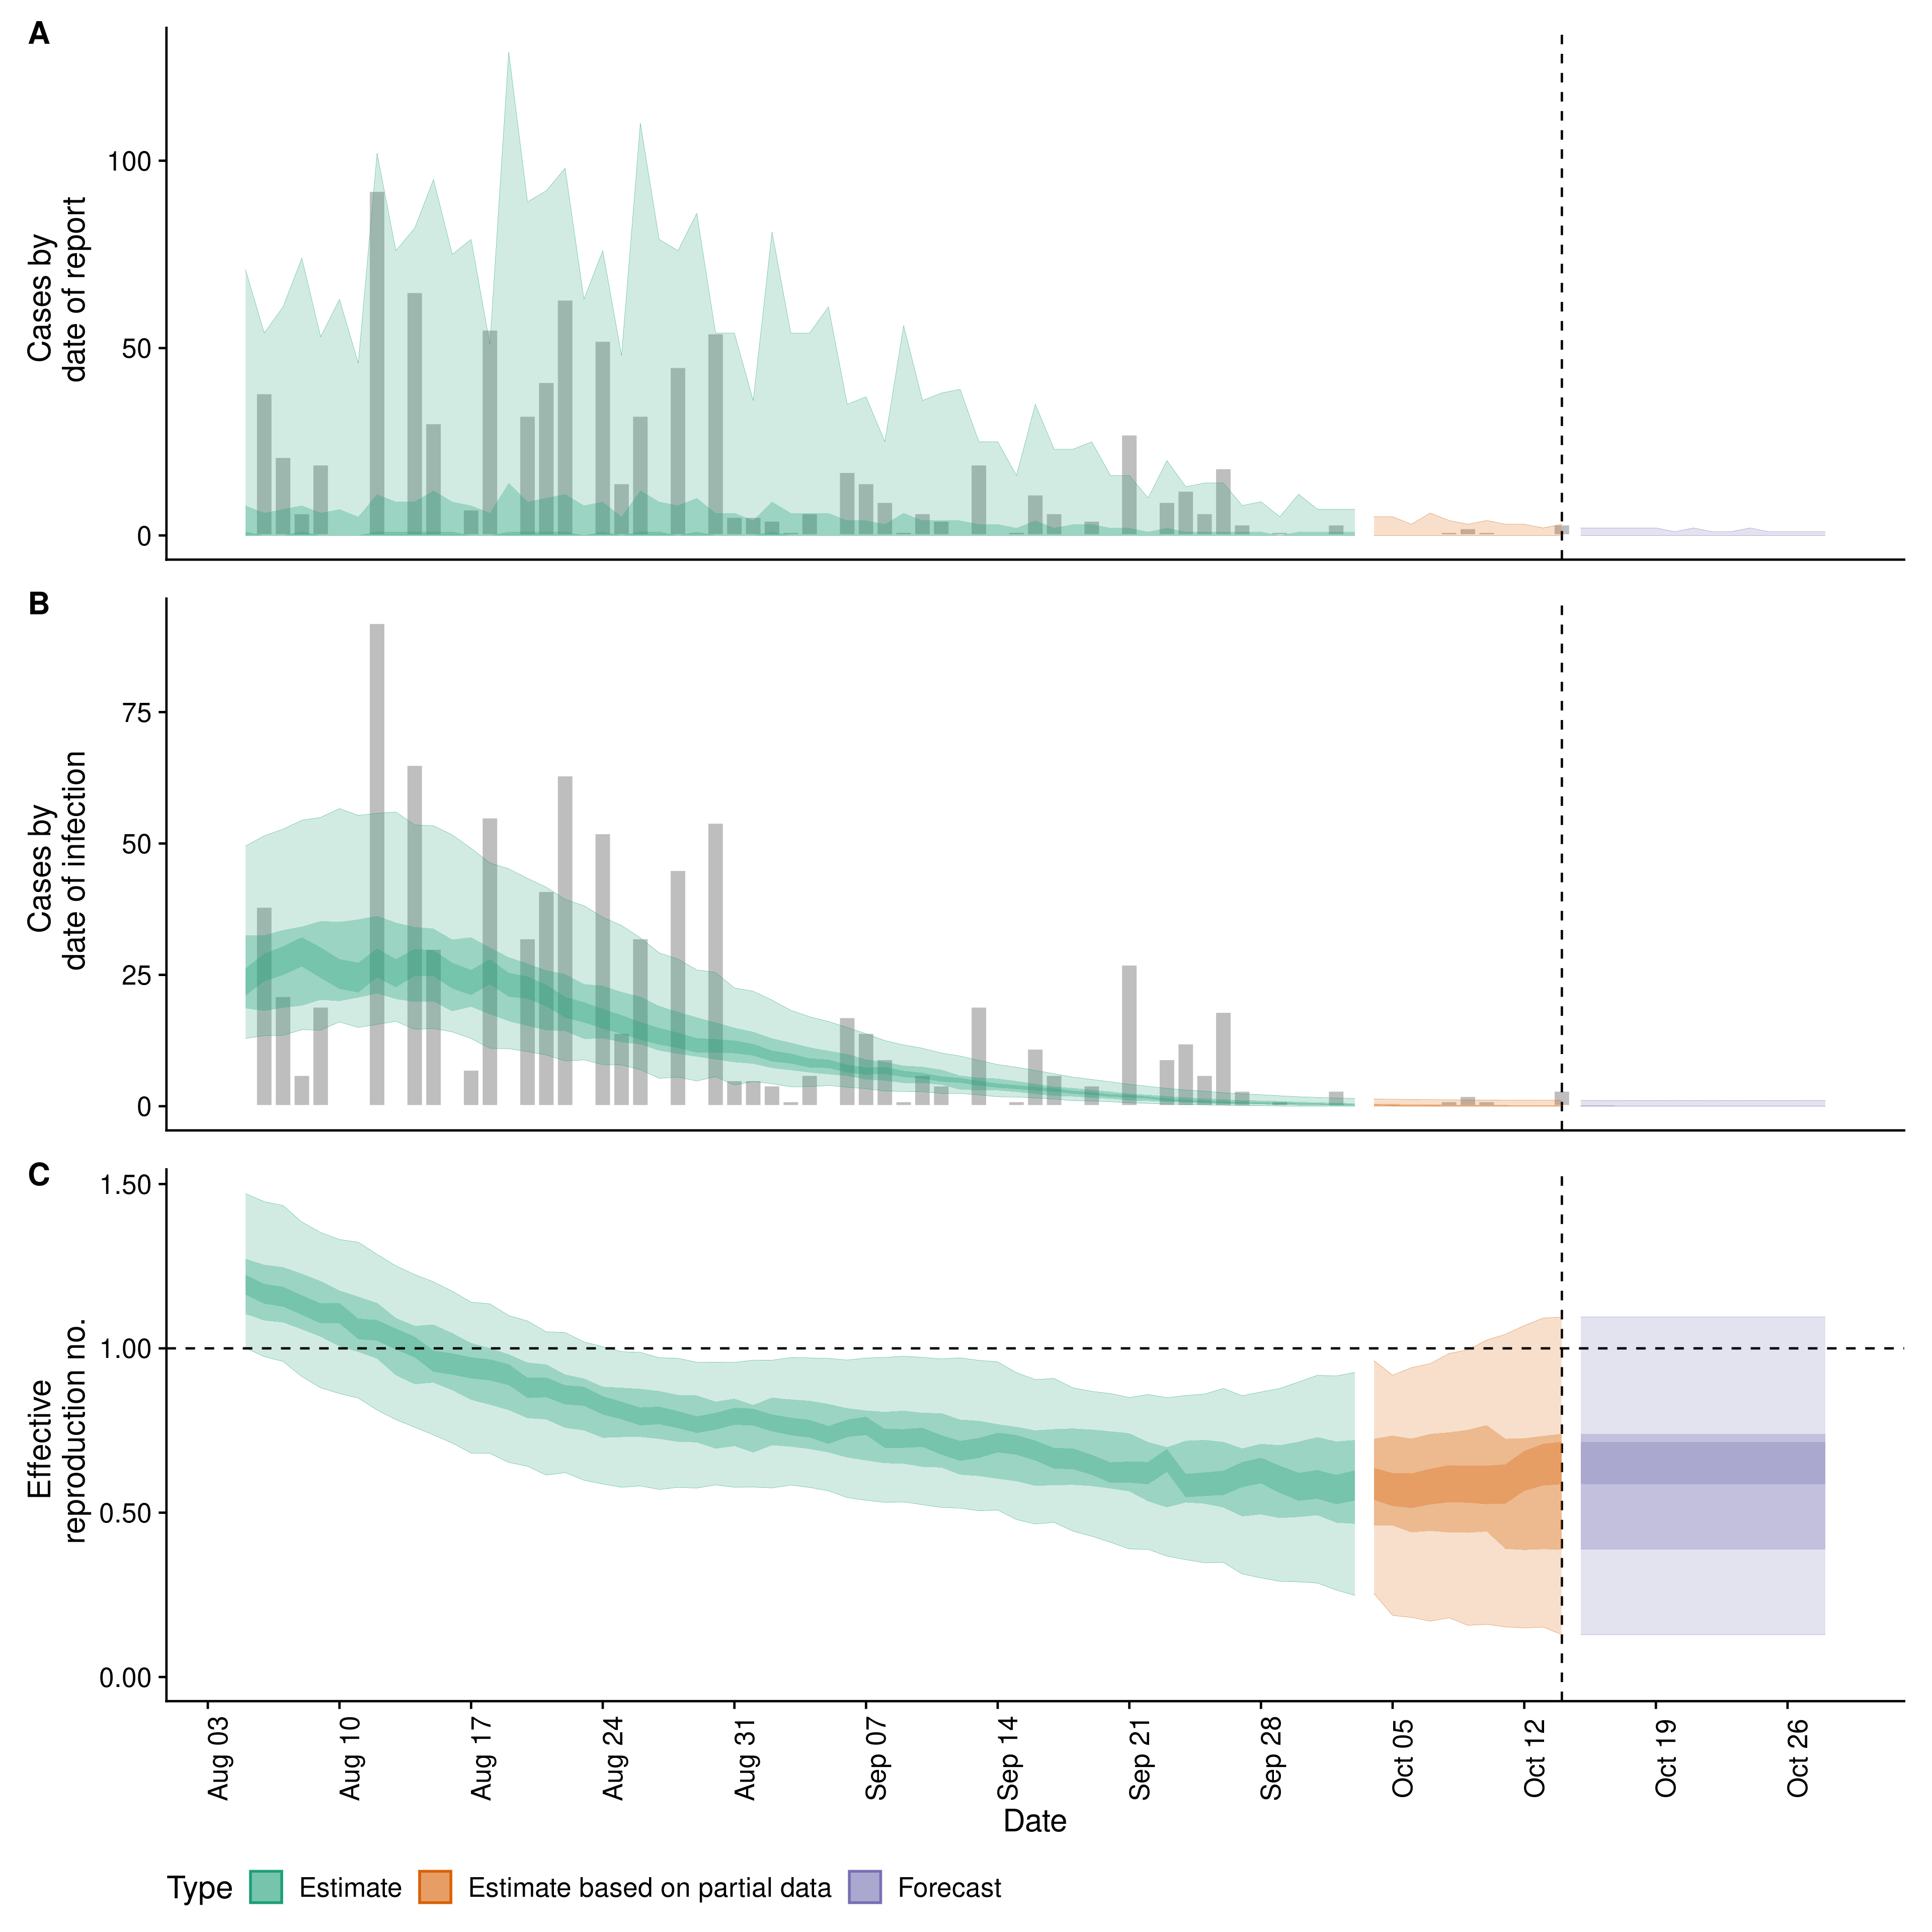 A
Cases by
date of report
100
50
0
B
Cases by
date of infection
75
50
25
0
C
Effective
reproduction no.
1.50
1.00
0.50
0.00
Aug 03
Aug 10
Aug 17
Aug 24
Aug 31
Sep 07
Sep 14
Sep 21
Sep 28
Oct 05
Oct 12
Oct 19
Oct 26
Date
Type Estimate Estimate based on partial data Forecast